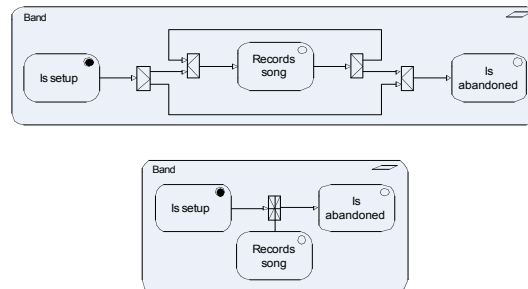 Band
Is setup
Records
song
Is
abandoned
Band
Is setup
Is
abandoned
Records
song